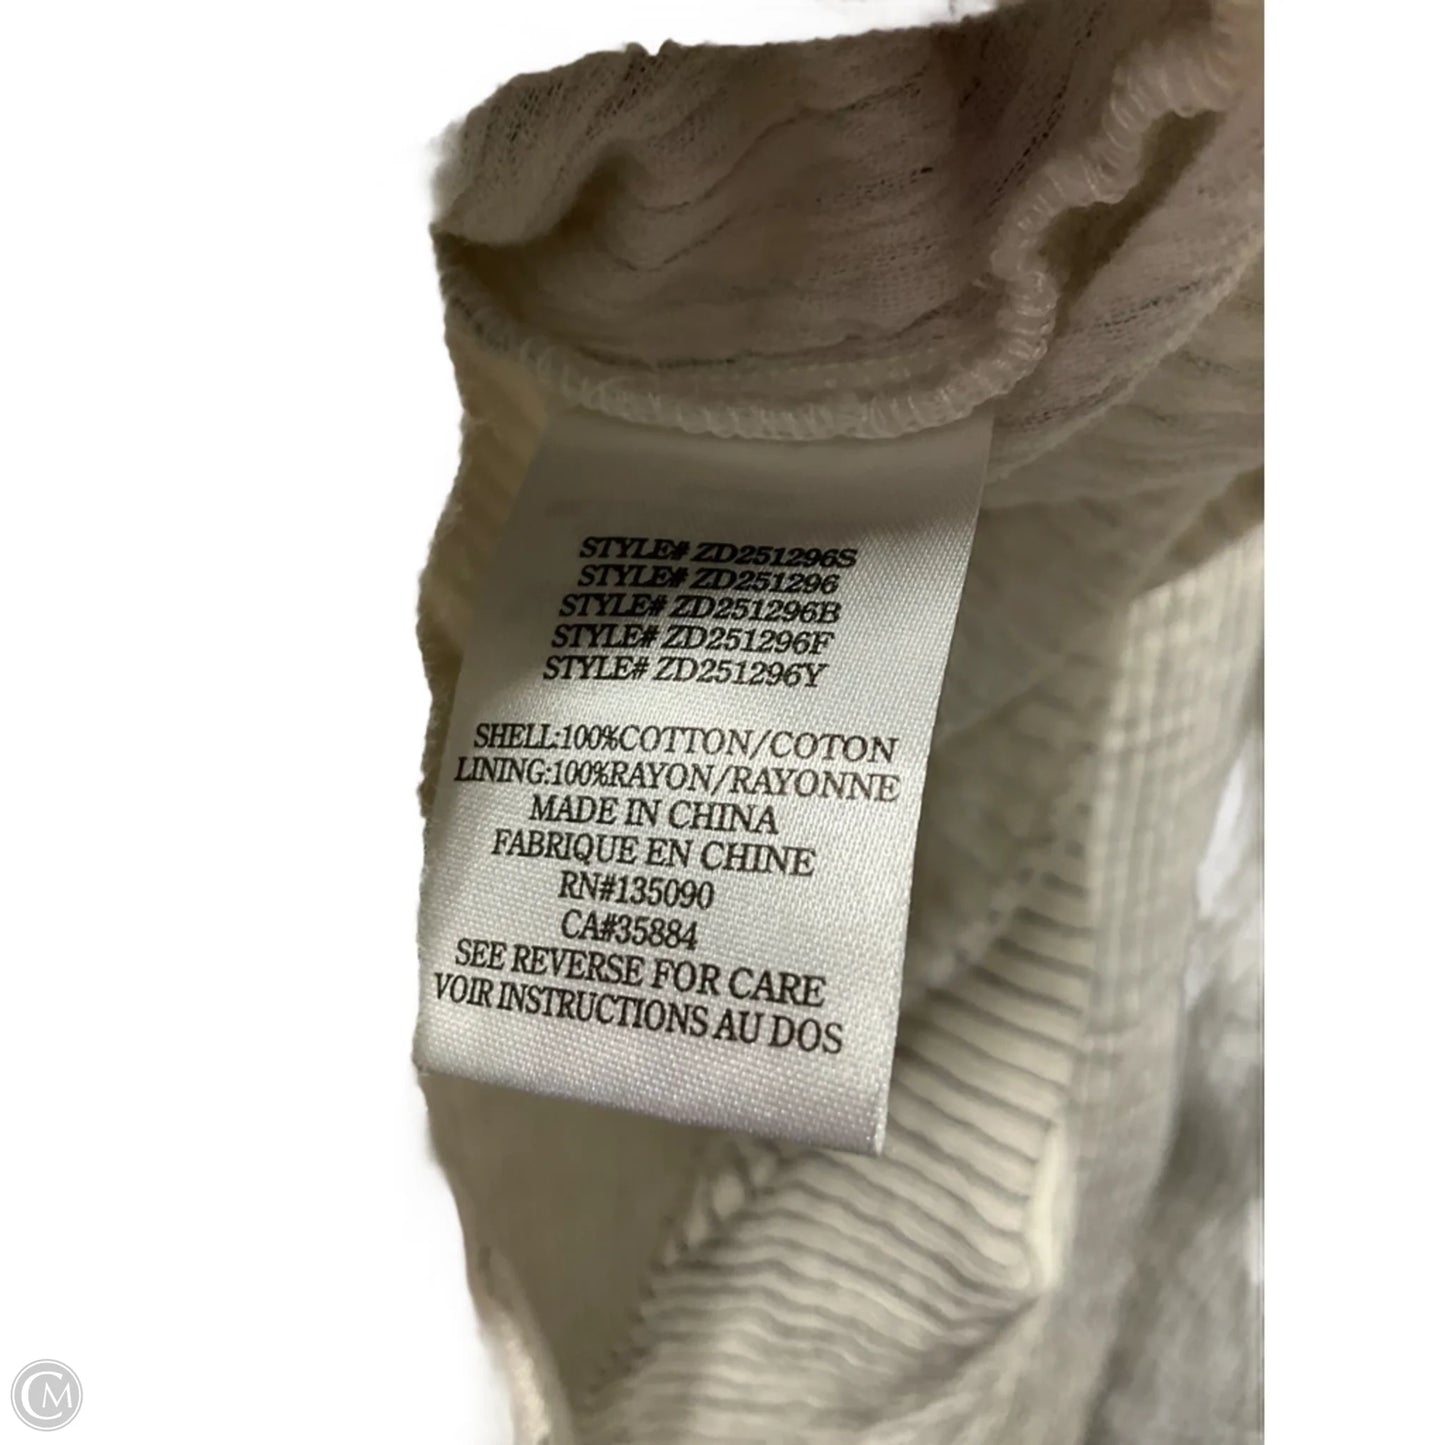 STYLE# ZD251296S
STYLE# ZD251296
STYLE# ZD251296B
STYLE# ZD251296F
STYLE# ZD251296Y
SHELL:100%COTTON/COTON
LINING:100%RAYON/RAYONNE
MADE IN CHINA
FABRIQUE EN CHINE
RN#135090
CA#35884
SEE REVERSE FOR CARE
VOIR INSTRUCTIONS AU DOS
CM